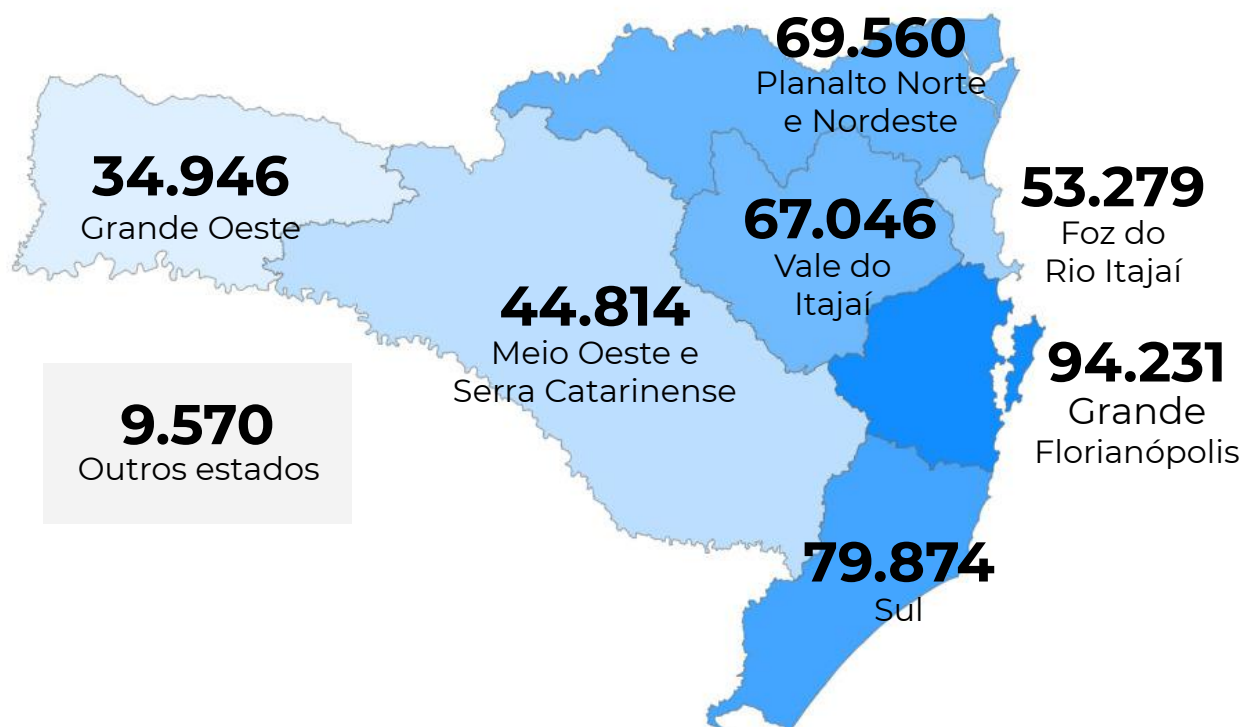 69.560
Planalto Norte
e Nordeste
34.946
Grande Oeste
53.279
Foz do
Rio Itajaí
67.046
Vale do
Itajaí
44.814
Meio Oeste e
Serra Catarinense
94.231
Grande
Florianópolis
9.570
Outros estados
79.874
Sul